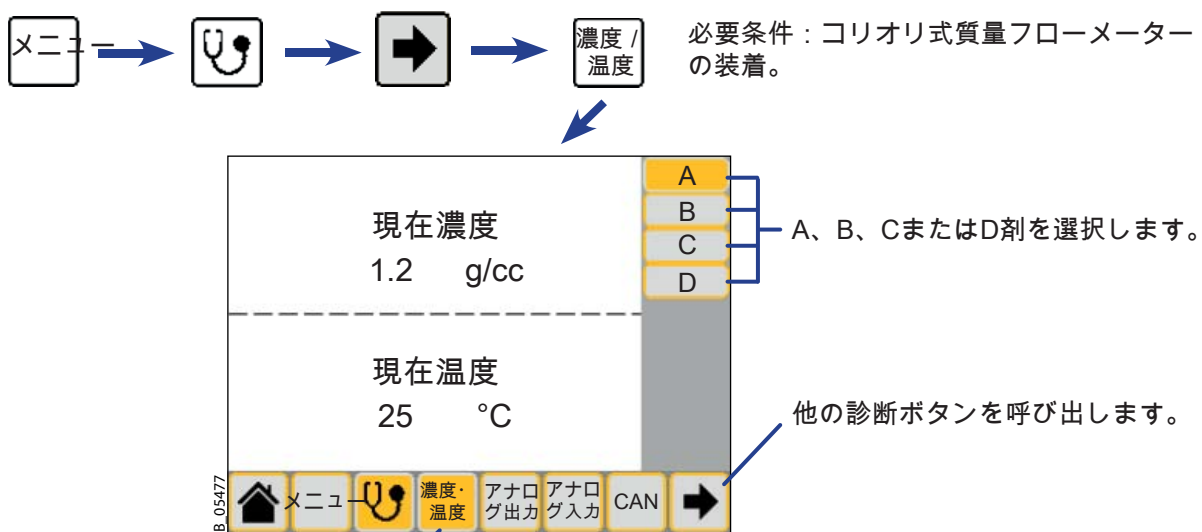 メニュー
濃度 /
温度
必要条件：コリオリ式質量フローメーター
の装着。
現在濃度
1.2 g/cc
A
B
C
D
A、B、CまたはD剤を選択します。
現在温度
25 °C
他の診断ボタンを呼び出します。
B_05477
メニュー
濃度・
温度
アナロ
グ出力
アナロ
グ入力
CAN